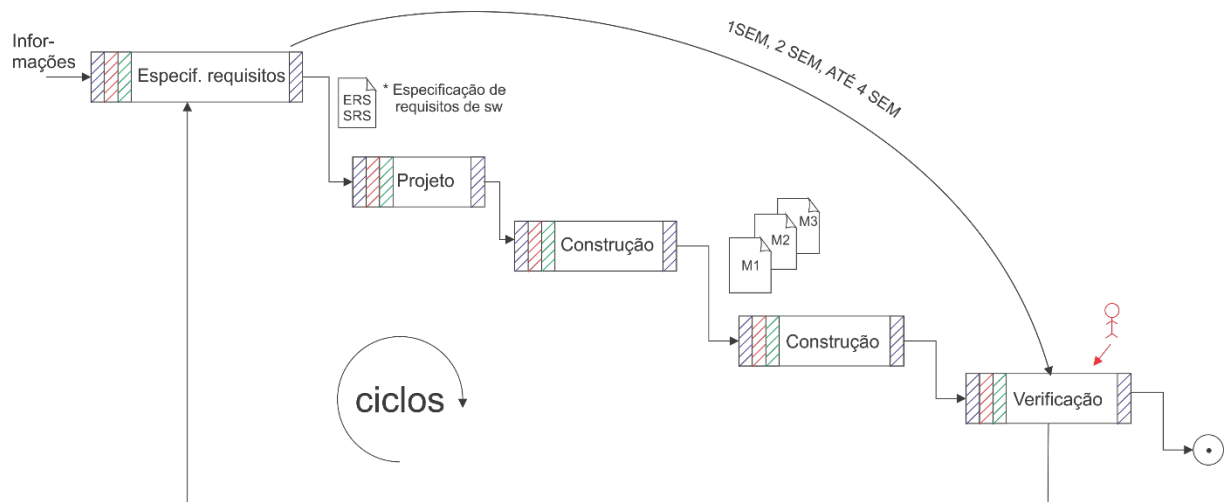 Infor-
mações
Especif. requisitos
1SEM, 2 SEM, ATÉ 4 SEM
ERS
SRS
* Especificação de
requisitos de sw
Projeto
Construção
M1
M2
M3
Construção
ciclos
Verificação